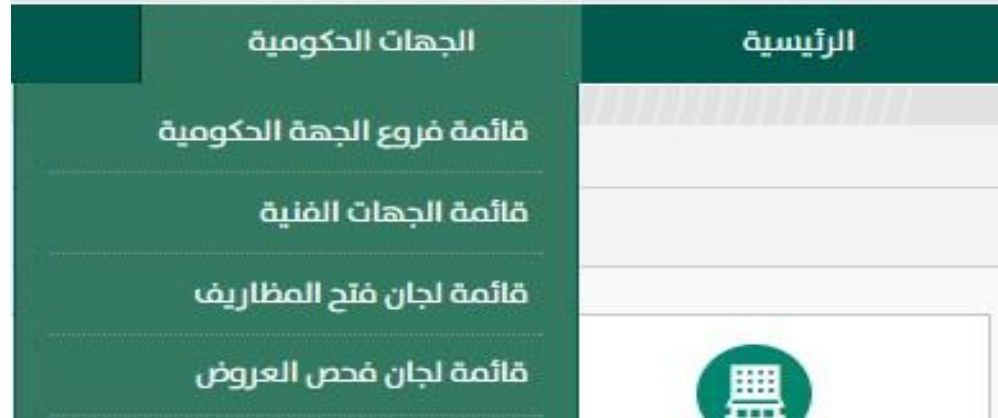 الرئيسية
الجهات الحكومية
قائمة فروع الجهة الحكومية
قائمة الجهات الفنية
قائمة لجان فتح المظاريف
قائمة لجان فحص العروض